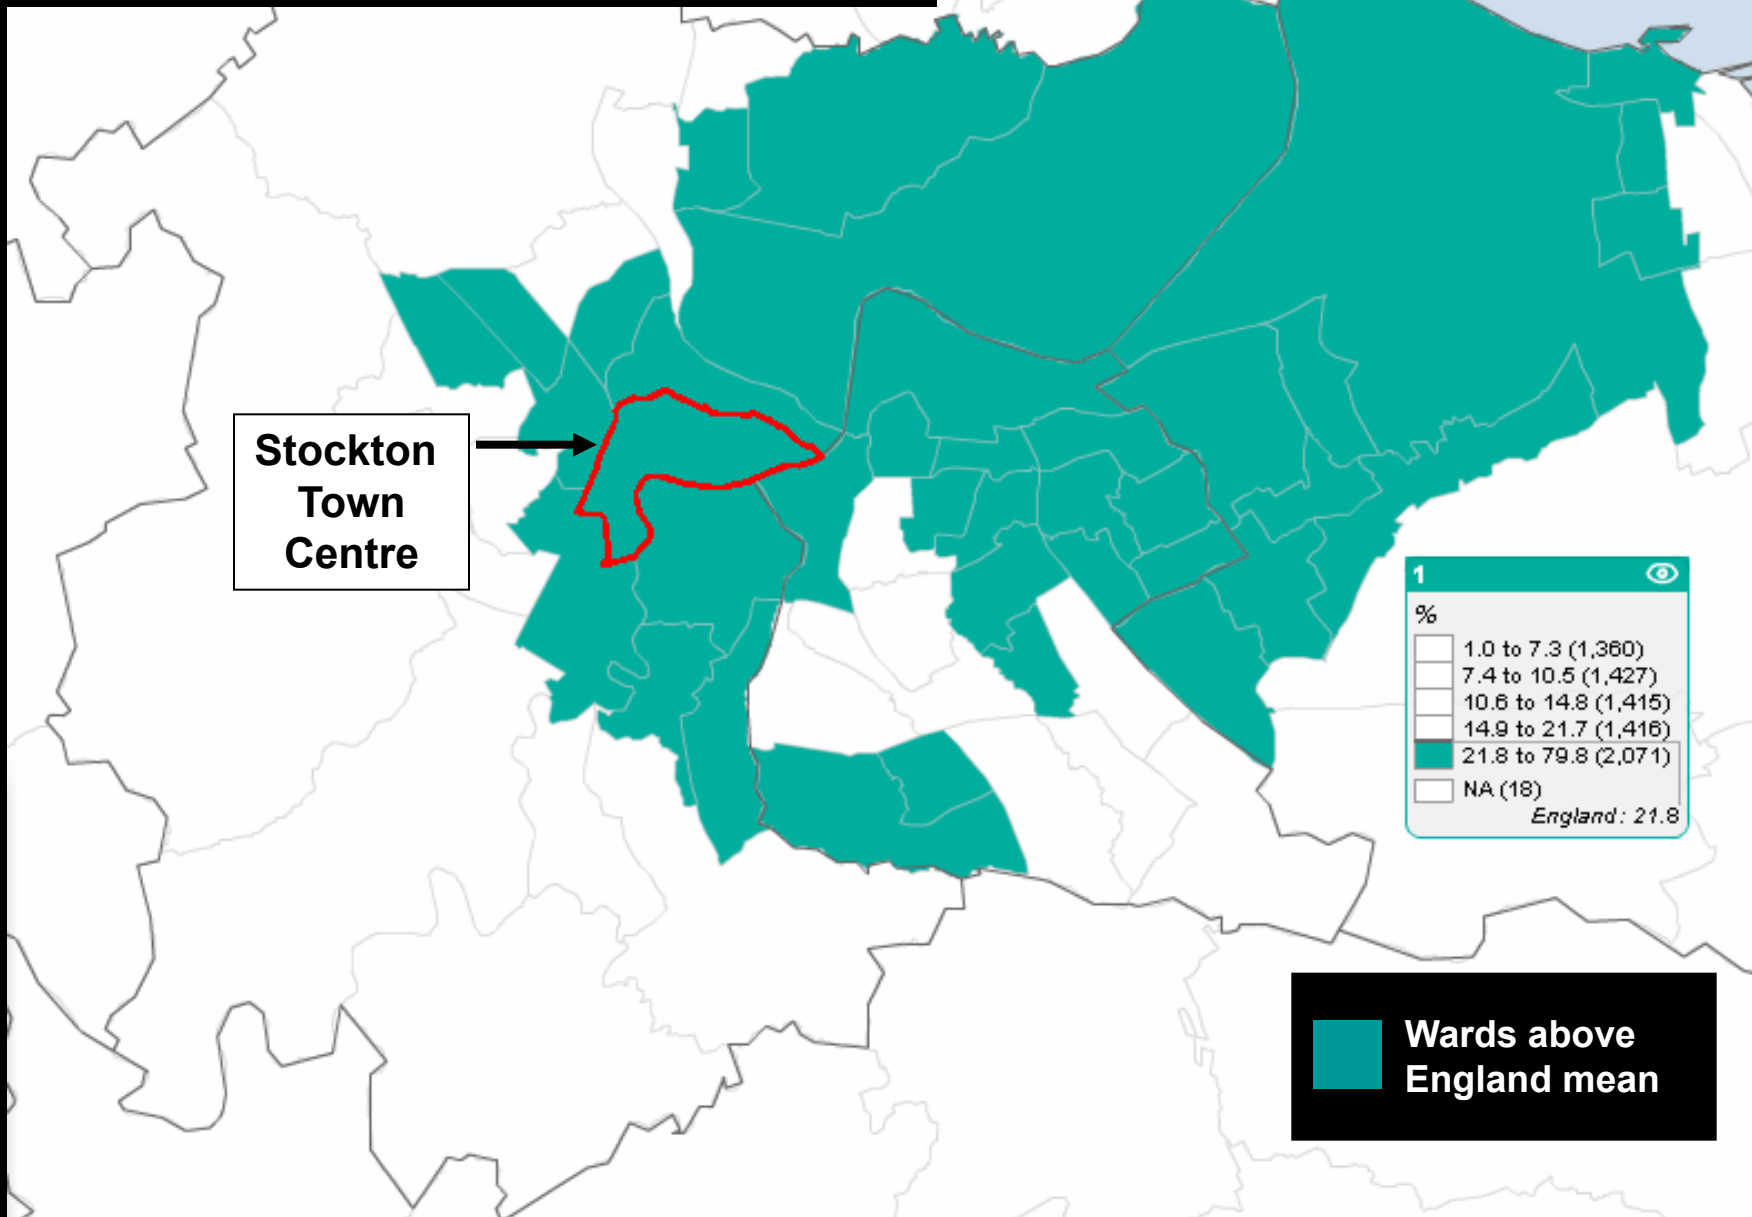 Stockton
Town
Centre
1
%
1.0 to 7.3 (1,360)
7.4 to 10.5 (1,427)
10.6 to 14.8 (1,415)
14.9 to 21.7 (1,416)
21.8 to 79.8 (2,071)
NA (18)
England: 21.8
Wards above
England mean